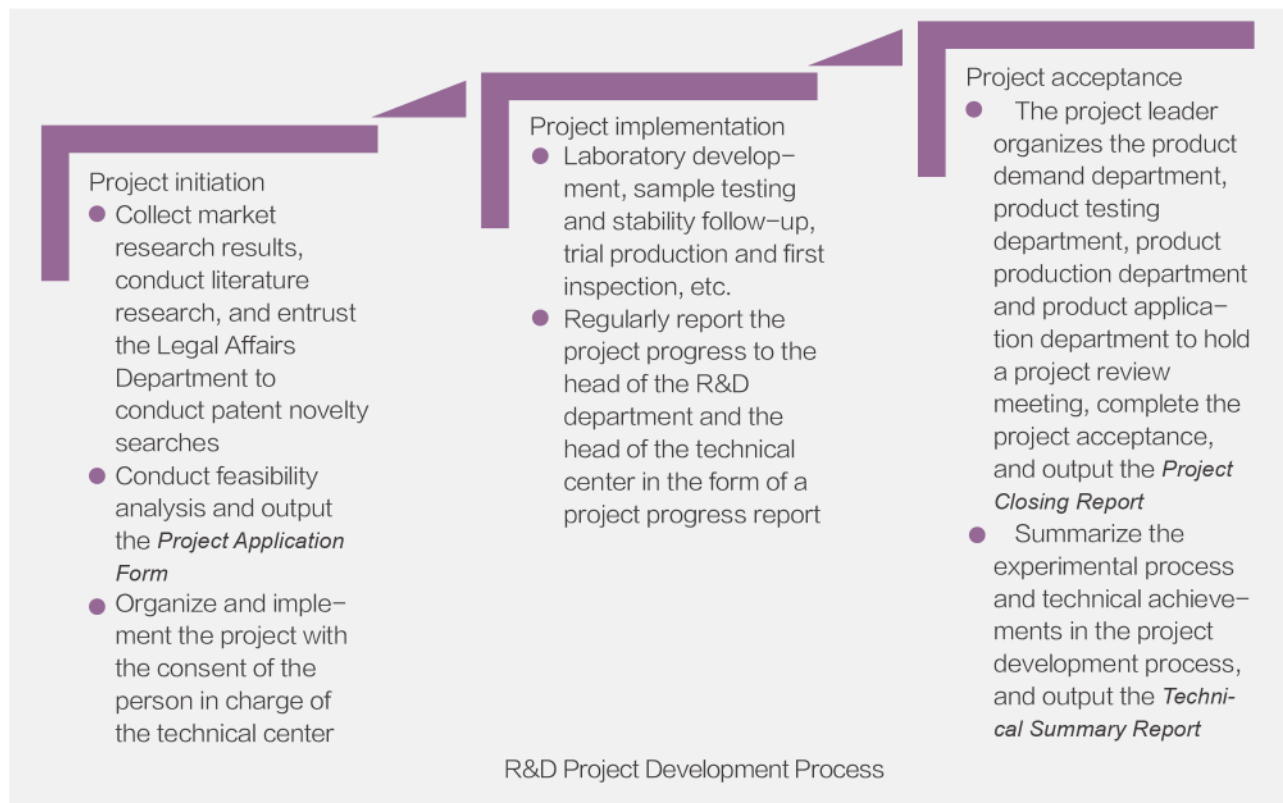 Project initiation
Collect market
research results,
conduct literature
research, and entrust
the Legal Affairs
Department to
conduct patent novelty
searches
Conduct feasibility
analysis and output
the Project Application
Form
Organize and imple-
ment the project with
the consent of the
person in charge of
the technical center
Project implementation
Laboratory develop-
ment, sample testing
and stability follow-up,
trial production and first
inspection, etc.
Regularly report the
project progress to the
head of the R&D
department and the
head of the technical
center in the form of a
project progress report
Project acceptance
The project leader
organizes the product
demand department,
product testing
department, product
production department
and product applica-
tion department to hold
a project review
meeting, complete the
project acceptance,
and output the Project
Closing Report
Summarize the
experimental process
and technical achieve-
ments in the project
development process,
and output the Techni-
cal Summary Report
R&D Project Development Process